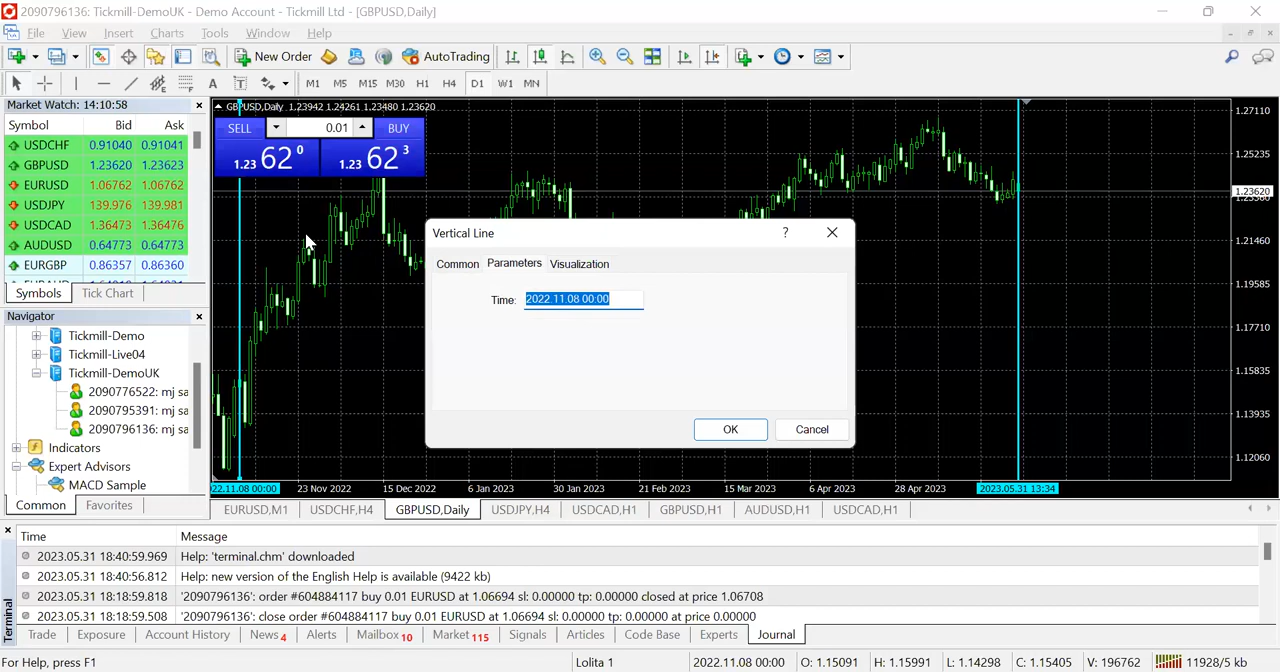 2090796136: Tickmill-DemoUK - Demo Account - Tickmill Ltd - [GBPUSD,Daily]
File View Insert Charts Tools Window Help
New Order AutoTrading
A T M1 M5 M15 M30 H1 H4 D1 W1 MN
Market Watch: 14:10:58
Symbol Bid Ask
USDCHF 0.91040 0.91041
GBPUSD 1.23620 1.23623
EURUSD 1.06762 1.06762
USDJPY 139.976 139.981
USDCAD 1.36473 1.36476
AUDUSD 0.64773 0.64773
EURGBP 0.86357 0.86360
Symbols Tick Chart
Navigator
Tickmill-Demo
Tickmill-Live04
Tickmill-DemoUK
2090776522: mj sa
2090795391: mj sa
2090796136: mj sa
Indicators
Expert Advisors
MACD Sample
Common Favorites
GBPUSD,Daily 1.23942 1.24261 1.23480 1.23620
SELL 0.01 BUY
1.23 62 0 1.23 62 3
1.27110
1.25235
1.23620
1.23360
1.21460
1.19585
1.17710
1.15835
1.13935
1.12060
Vertical Line ?
Common Parameters Visualization
Time: 2022.11.08 00:00
OK Cancel
22.11.08 00:00 23 Nov 2022 15 Dec 2022 6 Jan 2023 30 Jan 2023 21 Feb 2023 15 Mar 2023 6 Apr 2023 28 Apr 2023 2023.05.31 13:34
EURUSD,M1 USDCHF,H4 GBPUSD,Daily USDJPY,H4 USDCAD,H1 GBPUSD,H1 AUDUSD,H1 USDCAD,H1
Time Message
2023.05.31 18:40:59.969 Help: 'terminal.chm' downloaded
2023.05.31 18:40:56.812 Help: new version of the English Help is available (9422 kb)
2023.05.31 18:18:59.818 '2090796136': order #604884117 buy 0.01 EURUSD at 1.06694 sl: 0.00000 tp: 0.00000 closed at price 1.06708
2023.05.31 18:18:59.508 '2090796136': close order #604884117 buy 0.01 EURUSD at 1.06694 sl: 0.00000 tp: 0.00000 at price 0.00000
Terminal
Trade Exposure Account History News 4 Alerts Mailbox 10 Market 115 Signals Articles Code Base Experts Journal
For Help, press F1 Lolita 1 2022.11.08 00:00 O: 1.15091 H: 1.15991 L: 1.14298 C: 1.15405 V: 196762 11928/5 kb